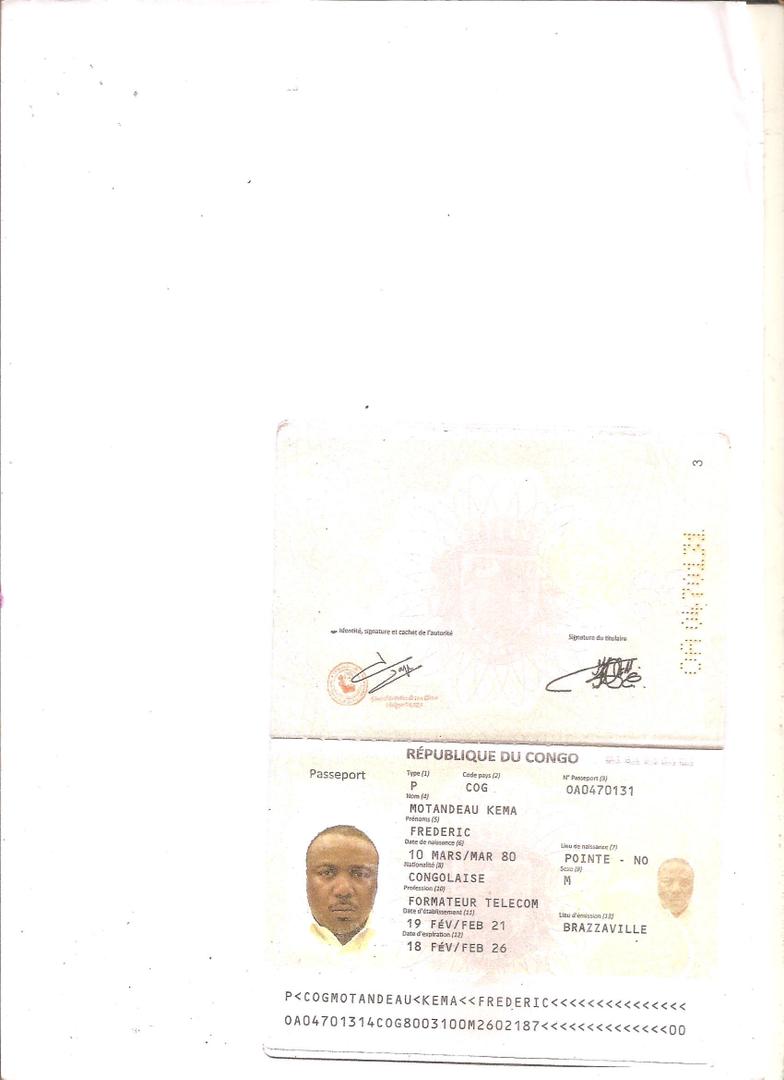 3
OA0470131
Identité, signature et cachet de l'autorité
Signature du titulaire
RÉPUBLIQUE DU CONGO
Passeport
Type (1) Code pays (2) N° Passeport (3)
P COG OA0470131
Nom (4)
MOTANDEAU KEMA
Prénoms (5)
FREDERIC
Date de naissance (6) Lieu de naissance (7)
10 MARS/MAR 80 POINTE - NO
Nationalité (8) Sexe (9)
CONGOLAISE M
Profession (10)
FORMATEUR TELECOM
Date d'établissement (11) Lieu d'émission (13)
19 FéV/FEB 21 BRAZZAVILLE
Date d'expiration (12)
18 FéV/FEB 26
P<COGMOTANDEAU<KEMA<<FREDERIC<<<<<<<<<<<<<<<
OA04701314COG8003100M2602187<<<<<<<<<<<<<<00